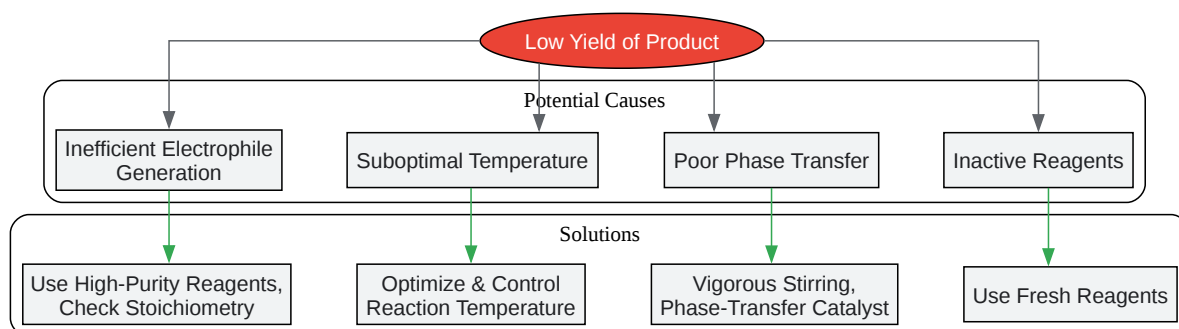 Low Yield of Product
Potential Causes
Inefficient Electrophile
Generation
Suboptimal Temperature
Poor Phase Transfer
Inactive Reagents
Solutions
Use High-Purity Reagents,
Check Stoichiometry
Optimize & Control
Reaction Temperature
Vigorous Stirring,
Phase-Transfer Catalyst
Use Fresh Reagents